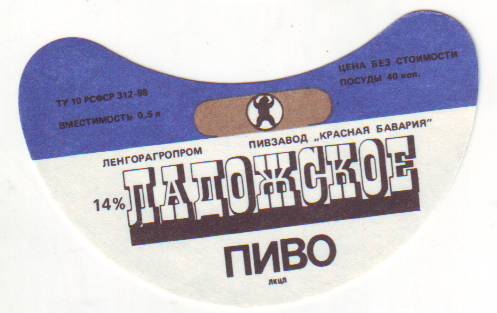 ТУ 10 РСФСР 312-88
ВМЕСТИМОСТЬ 0,5 л
ЦЕНА БЕЗ СТОИМОСТИ
ПОСУДЫ 40 коп.
ЛЕНГОРАГРОПРОМ
ПИВЗАВОД „КРАСНАЯ БАВАРИЯ"
14% ЛАДОЖСКОЕ
ПИВО